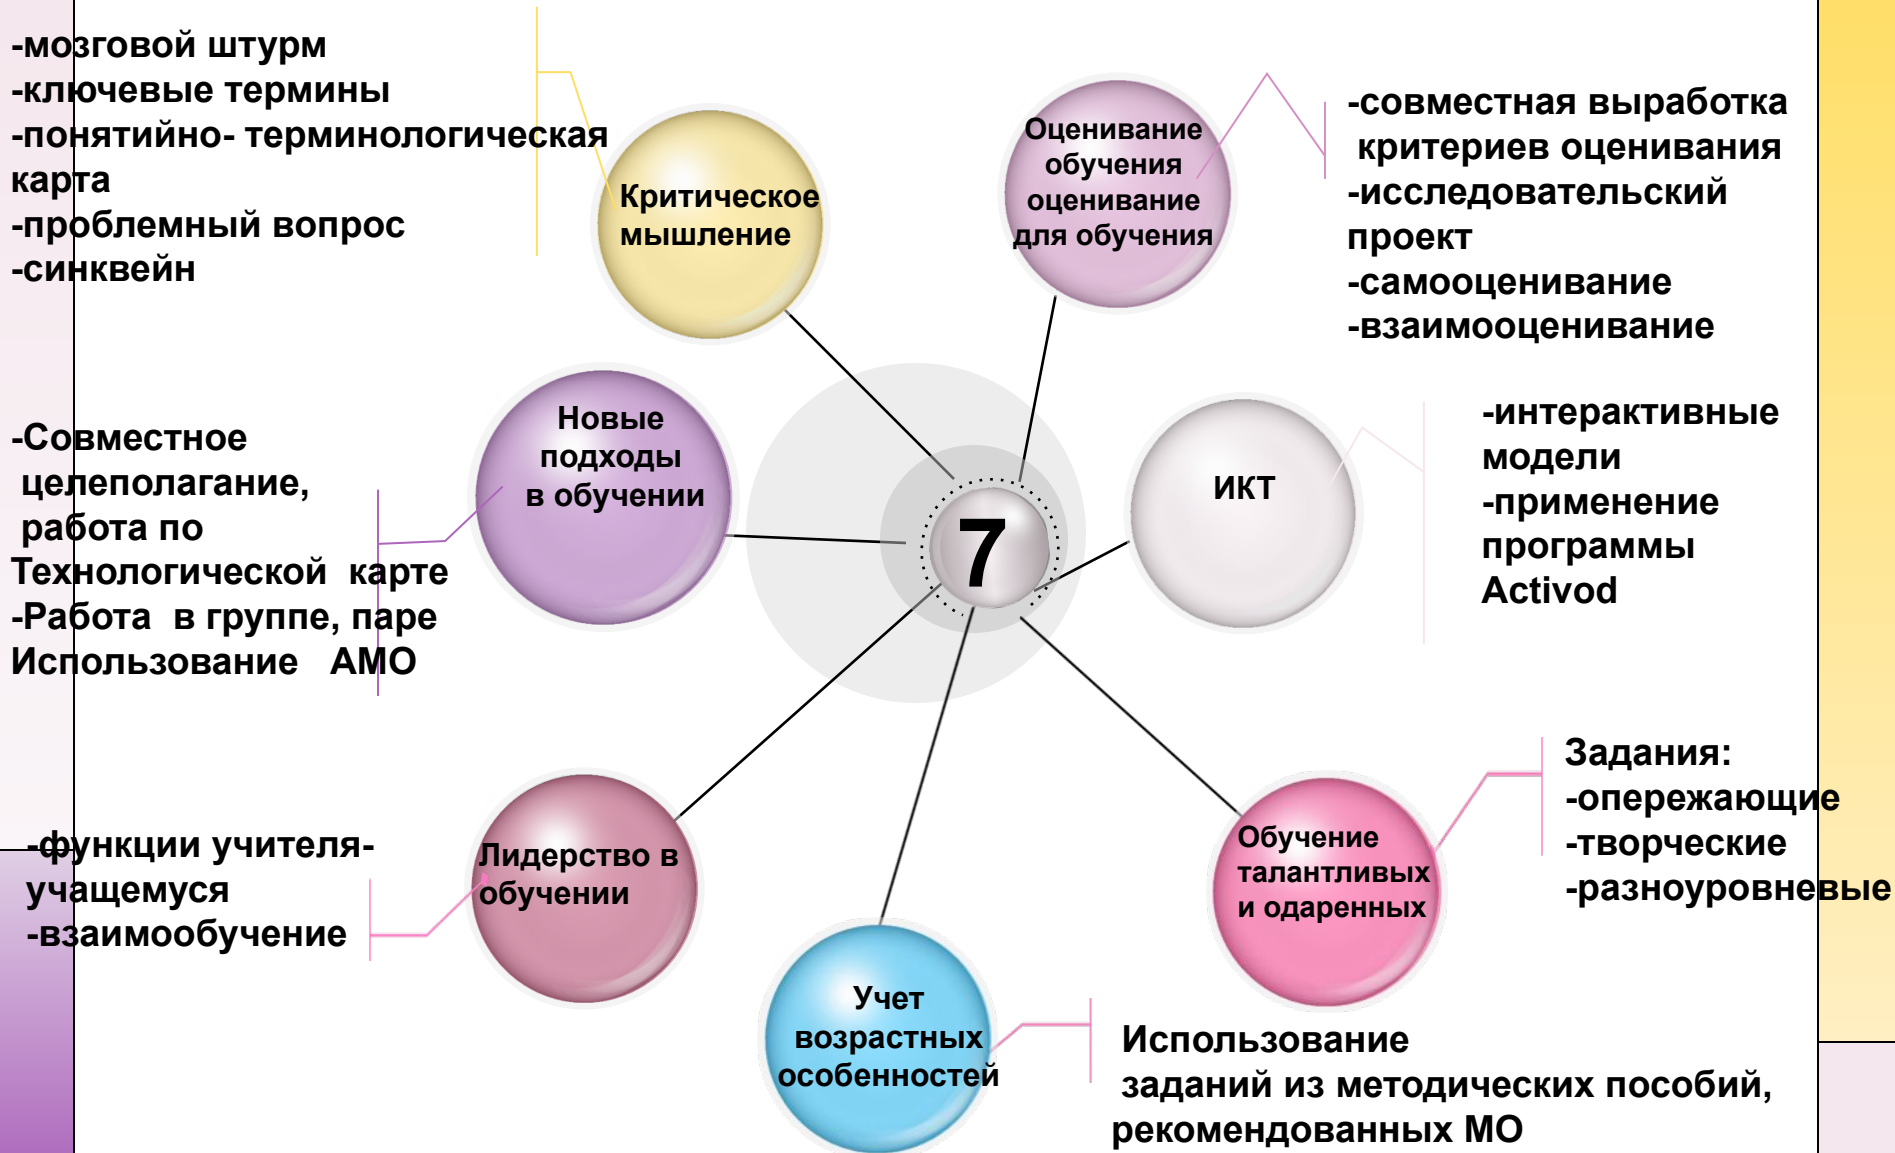 -мозговой штурм
-ключевые термины
-понятийно- терминологическая
карта
-проблемный вопрос
-синквейн
Критическое
мышление
Оценивание
обучения
оценивание
для обучения
-совместная выработка
критериев оценивания
-исследовательский
проект
-самооценивание
-взаимооценивание
-Совместное
целеполагание,
работа по
Технологической карте
-Работа в группе, паре
Использование АМО
Новые
подходы
в обучении
7
ИКТ
-интерактивные
модели
-применение
программы
Activod
-функции учителя-
учащемуся
-взаимообучение
Лидерство в
обучении
Учет
возрастных
особенностей
Использование
заданий из методических пособий,
рекомендованных МО
Обучение
талантливых
и одаренных
Задания:
-опережающие
-творческие
-разноуровневые